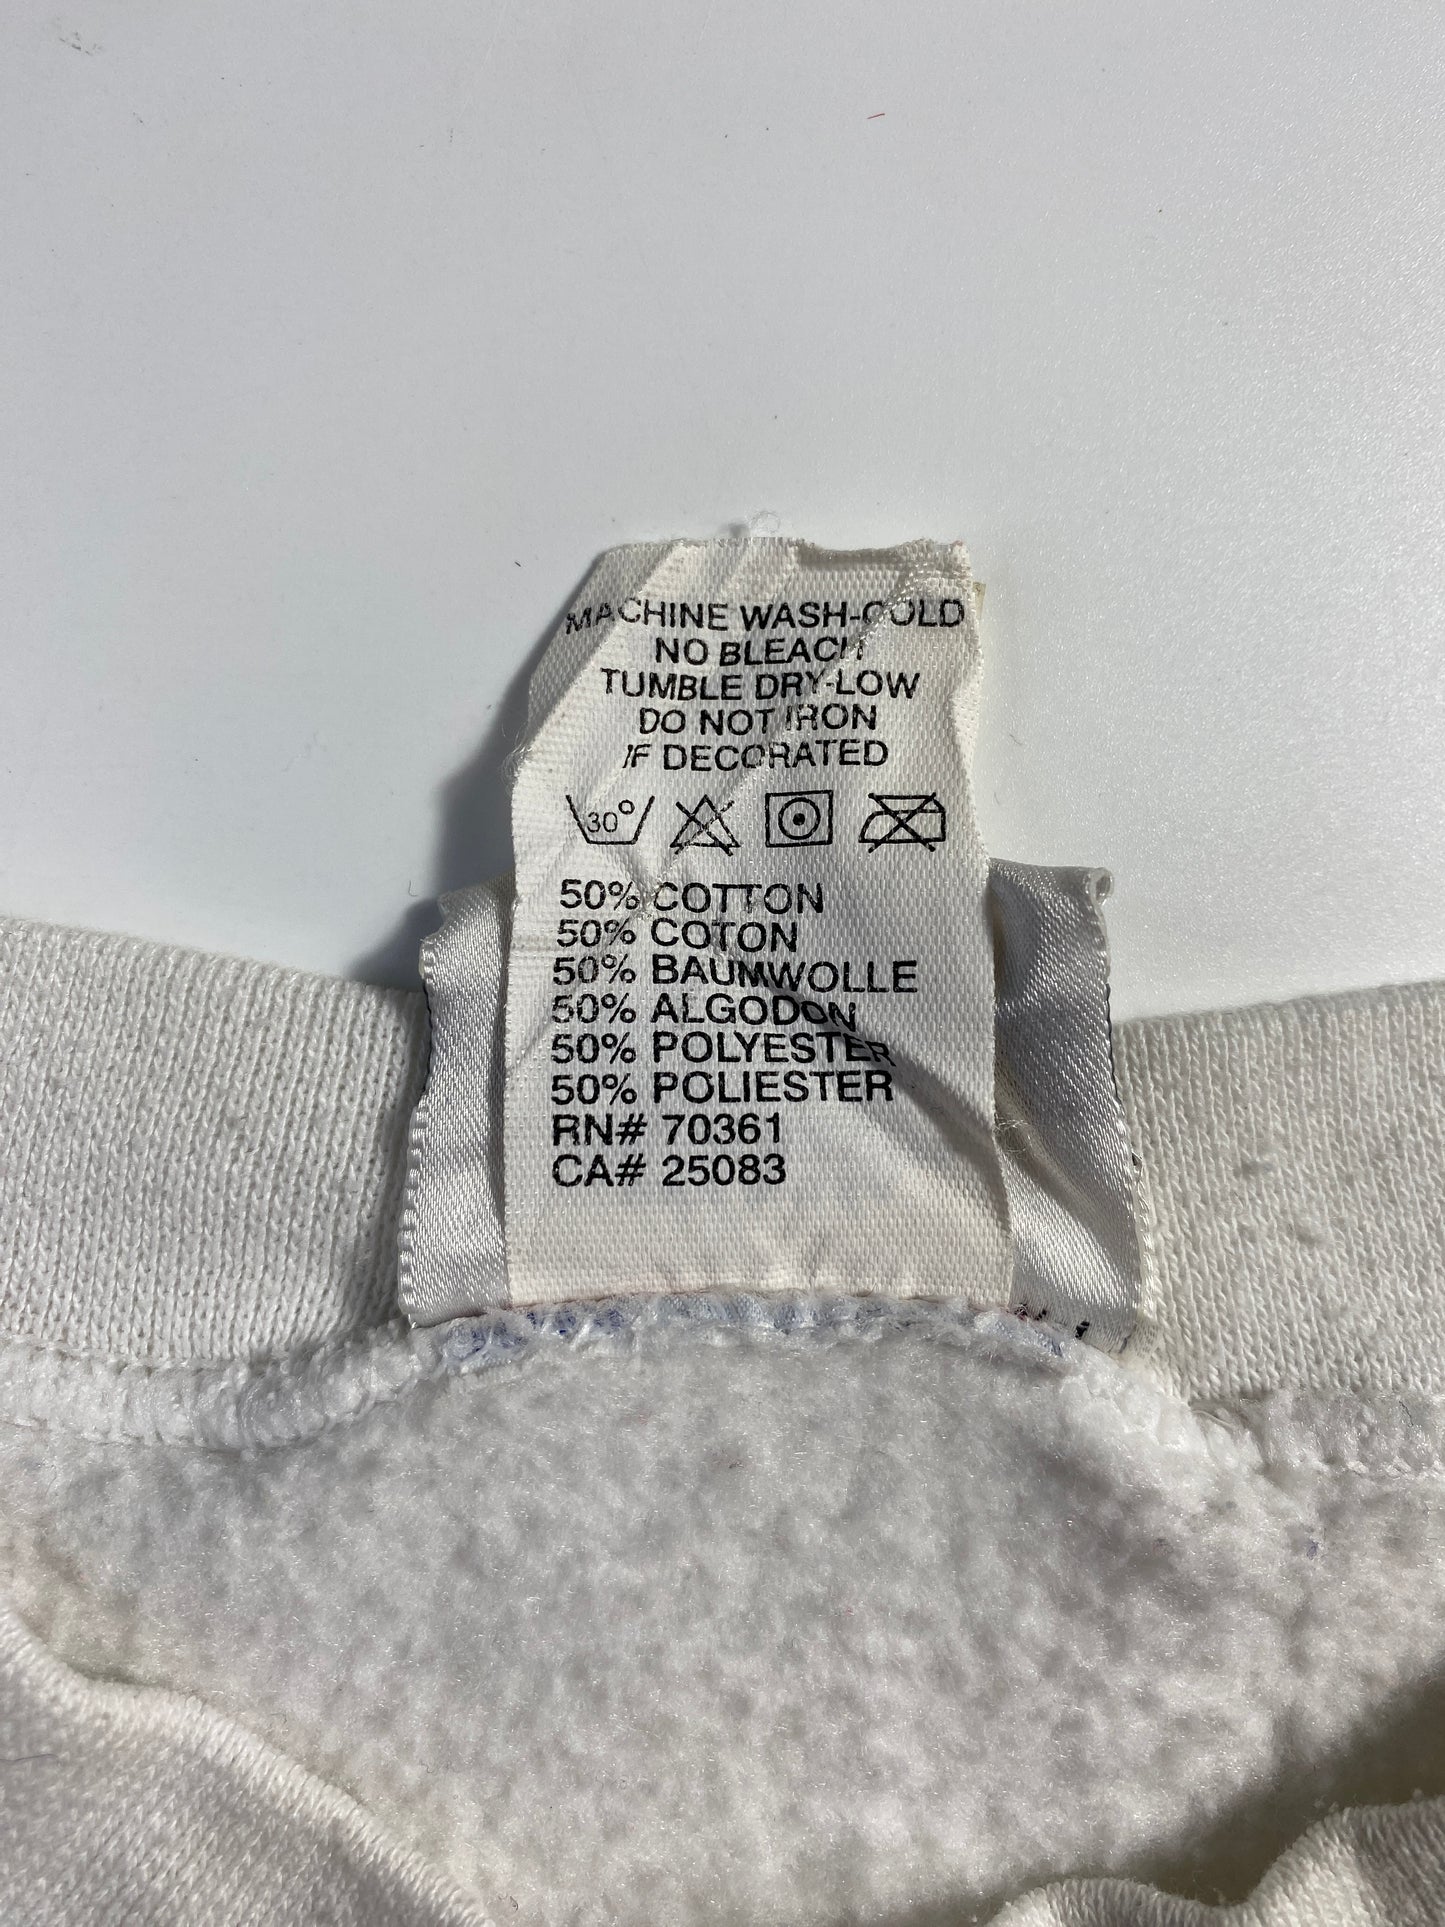 MACHINE WASH-COLD
NO BLEACH
TUMBLE DRY-LOW
DO NOT IRON
IF DECORATED
30°
50% COTTON
50% COTON
50% BAUMWOLLE
50% ALGODON
50% POLYESTER
50% POLIESTER
RN# 70361
CA# 25083